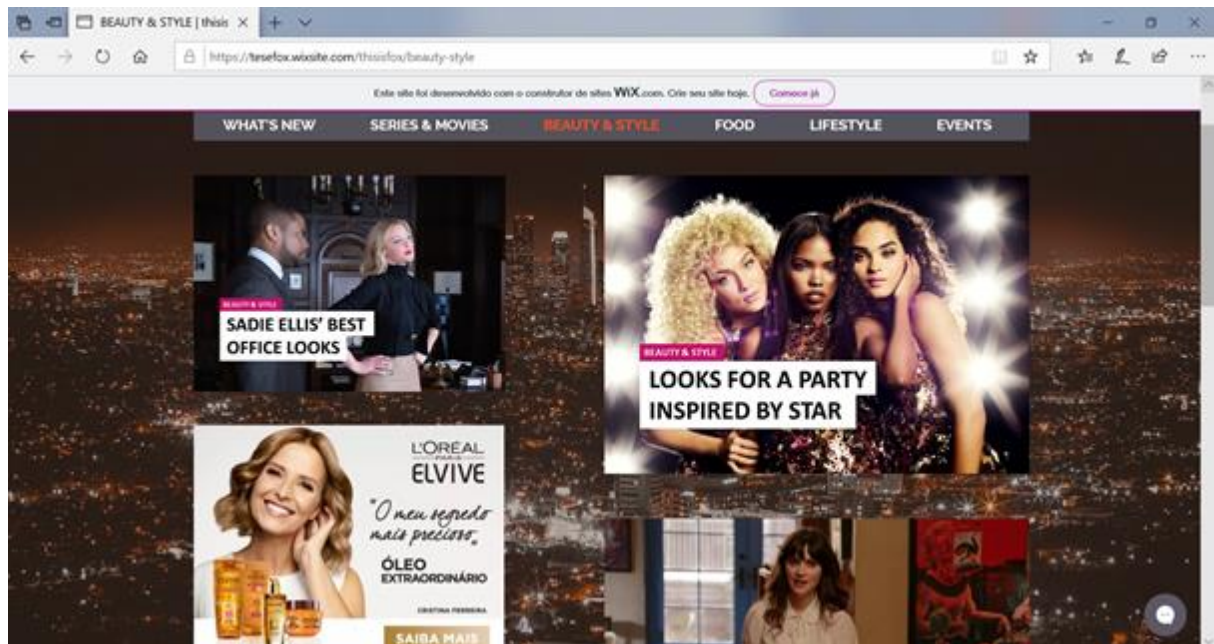 BEAUTY & STYLE | thisis
https://tesefox.wixsite.com/thisisfox/beauty-style
Este site foi desenvolvido com o construtor de sites WiX.com. Crie seu site hoje.
Comece já
WHAT'S NEW
SERIES & MOVIES
BEAUTY & STYLE
FOOD
LIFESTYLE
EVENTS
BEAUTY & STYLE
SADIE ELLIS' BEST
OFFICE LOOKS
BEAUTY & STYLE
LOOKS FOR A PARTY
INSPIRED BY STAR
L'ORÉAL
PARIS
ELVIVE
"O meu segredo
mais precioso"
ÓLEO
EXTRAORDINÁRIO
CRISTINA FERREIRA
SAIBA MAIS